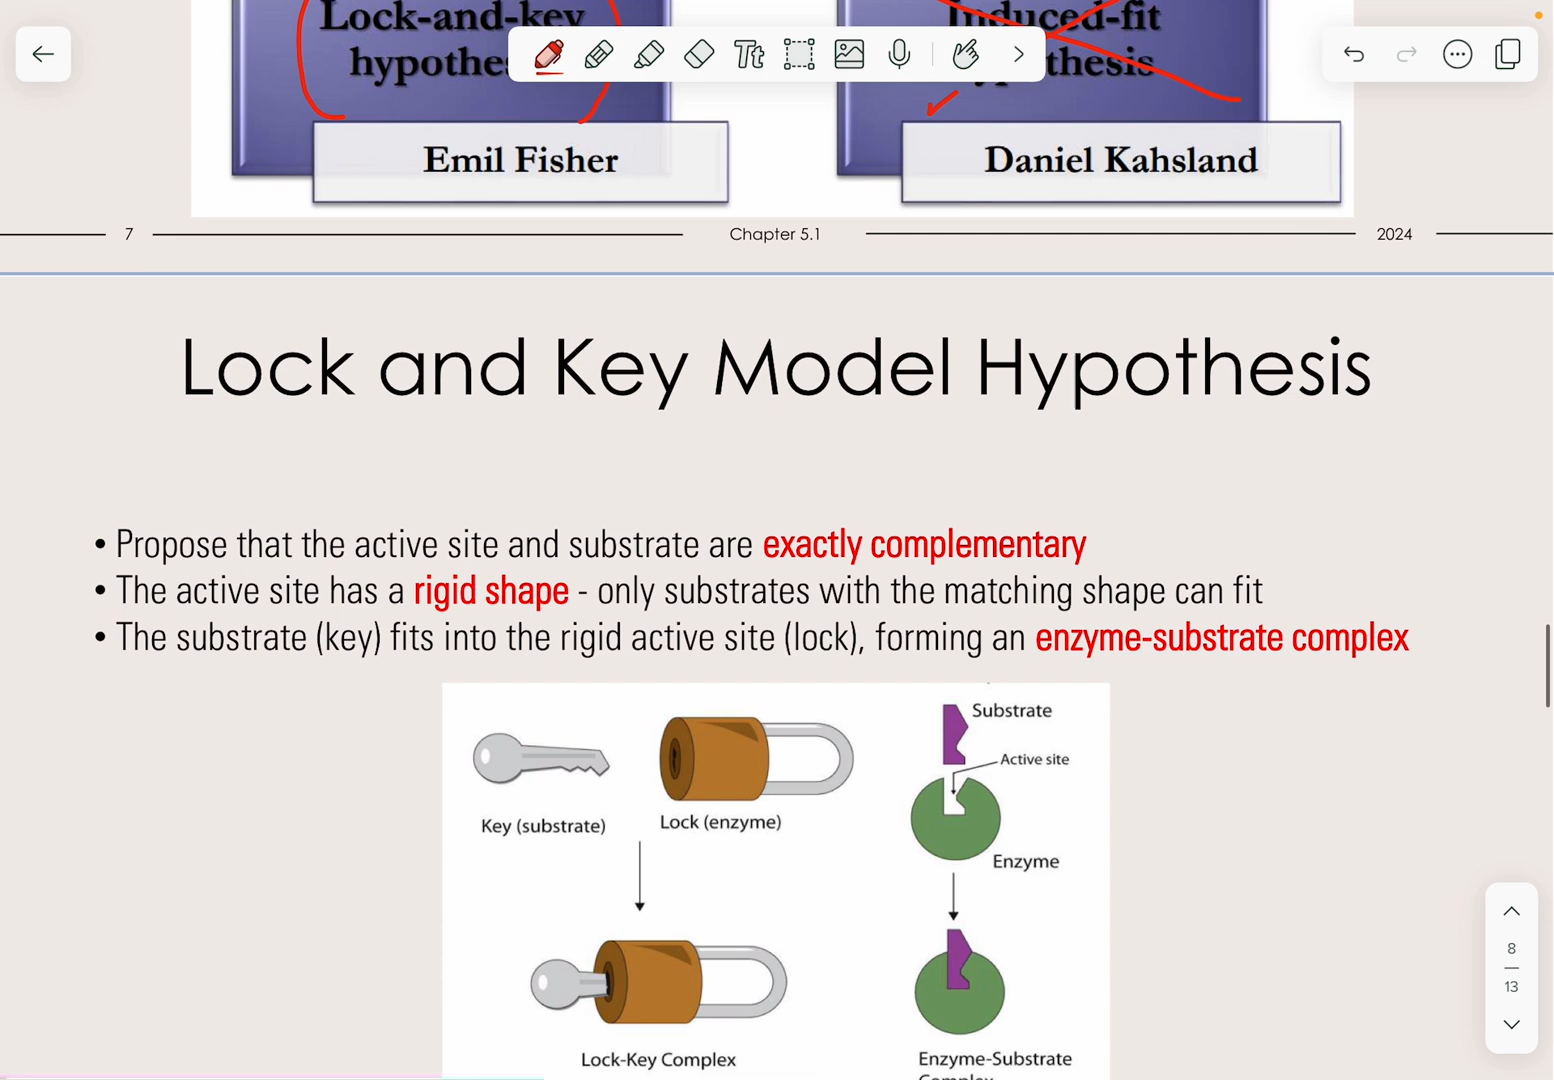 Lock-and-key
Induced-fit
Tt
Emil Fisher
Daniel Kahsland
7
Chapter 5.1
2024
Lock and Key Model Hypothesis
• Propose that the active site and substrate are exactly complementary
• The active site has a rigid shape - only substrates with the matching shape can fit
• The substrate (key) fits into the rigid active site (lock), forming an enzyme-substrate complex
Substrate
Active site
Key (substrate)
Lock (enzyme)
Enzyme
8
13
Lock-Key Complex
Enzyme-Substrate
Complex